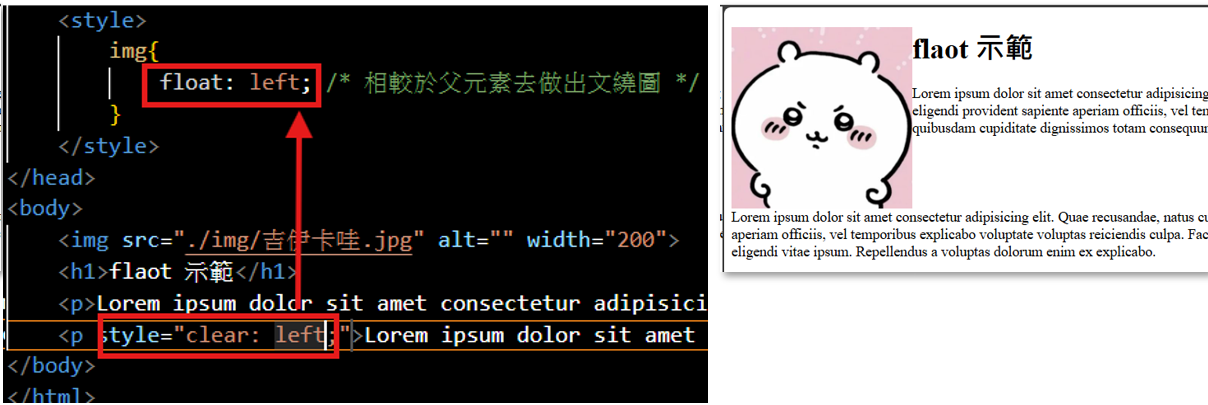 <style>
img{
float: left; /* 相較於父元素去做出文繞圖 */
}
</style>
</head>
<body>
<img src="./img/吉伊卡哇.jpg" alt="" width="200">
<h1>flaot 示範</h1>
<p>Lorem ipsum dolor sit amet consectetur adipisici
<p style="clear: left;">Lorem ipsum dolor sit amet
</body>
</html>
flaot 示範
Lorem ipsum dolor sit amet consectetur adipisicing
eligendi provident sapiente aperiam officiis, vel tem
quibusdam cupiditate dignissimos totam consequun
Lorem ipsum dolor sit amet consectetur adipisicing elit. Quae recusandae, natus cu
aperiam officiis, vel temporibus explicabo voluptate voluptas reiciendis culpa. Fac
eligendi vitae ipsum. Repellendus a voluptas dolorum enim ex explicabo.